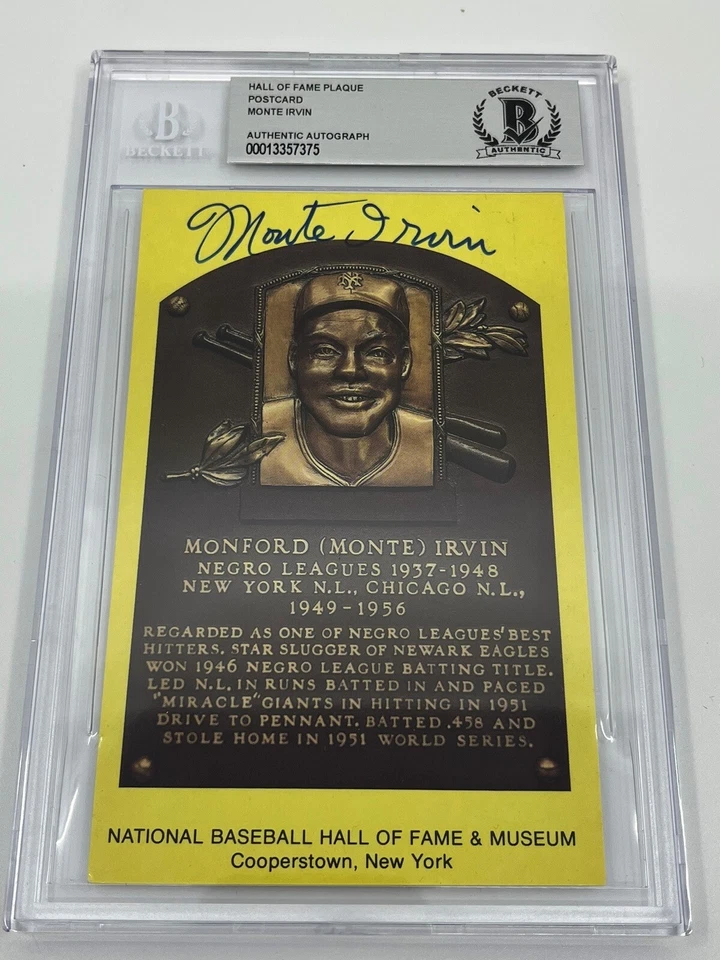 HALL OF FAME PLAQUE
POSTCARD
MONTE IRVIN
AUTHENTIC AUTOGRAPH
00013357375
B
BECKETT
BECKETT
B
AUTHENTIC
Monte Irvin
NY
MONFORD (MONTE) IRVIN
NEGRO LEAGUES 1937-1948
NEW YORK N.L., CHICAGO N.L.,
1949-1956
REGARDED AS ONE OF NEGRO LEAGUES' BEST
HITTERS. STAR SLUGGER OF NEWARK EAGLES
WON 1946 NEGRO LEAGUE BATTING TITLE.
LED N.L. IN RUNS BATTED IN AND PACED
"MIRACLE" GIANTS IN HITTING IN 1951
DRIVE TO PENNANT. BATTED .458 AND
STOLE HOME IN 1951 WORLD SERIES.
NATIONAL BASEBALL HALL OF FAME & MUSEUM
Cooperstown, New York